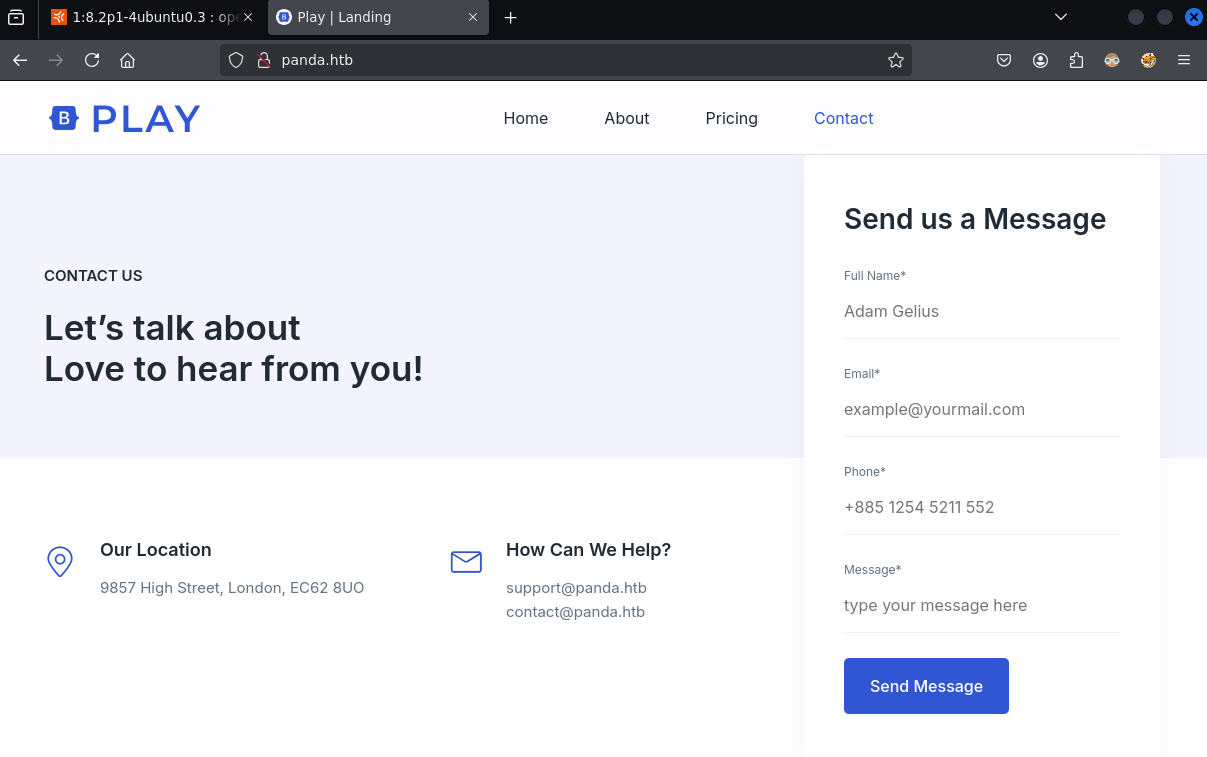 1:8.2p1-4ubuntu0.3 : ope
Play | Landing
panda.htb
B PLAY
Home
About
Pricing
Contact
Send us a Message
CONTACT US
Full Name*
Let’s talk about
Adam Gelius
Love to hear from you!
Email*
example@yourmail.com
Phone*
+885 1254 5211 552
Our Location
9857 High Street, London, EC62 8UO
How Can We Help?
support@panda.htb
contact@panda.htb
Message*
type your message here
Send Message